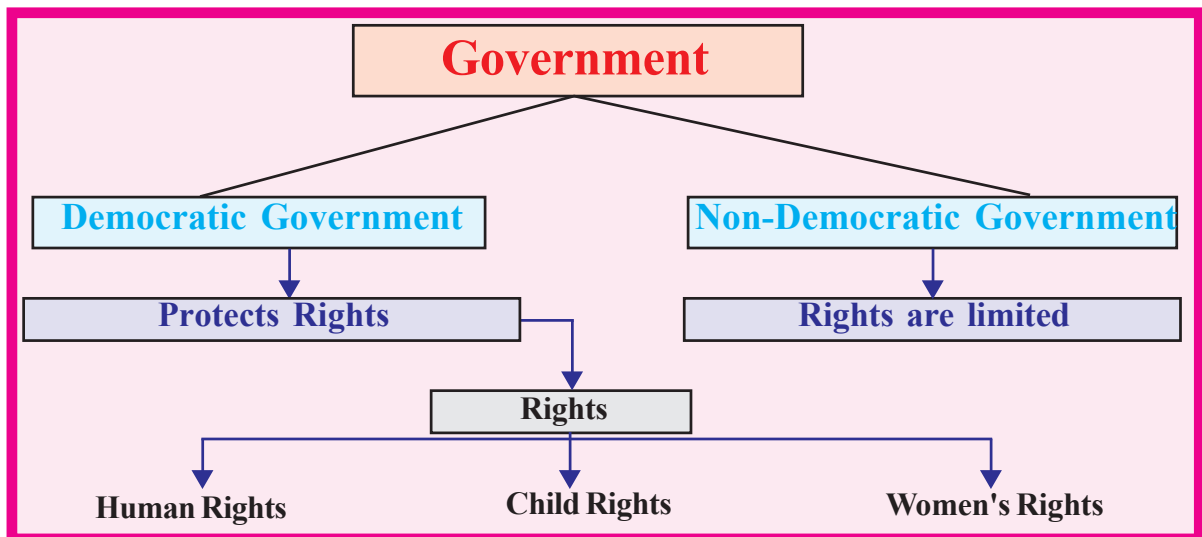 Government
Democratic Government
Non-Democratic Government
Protects Rights
Rights are limited
Rights
Human Rights
Child Rights
Women's Rights